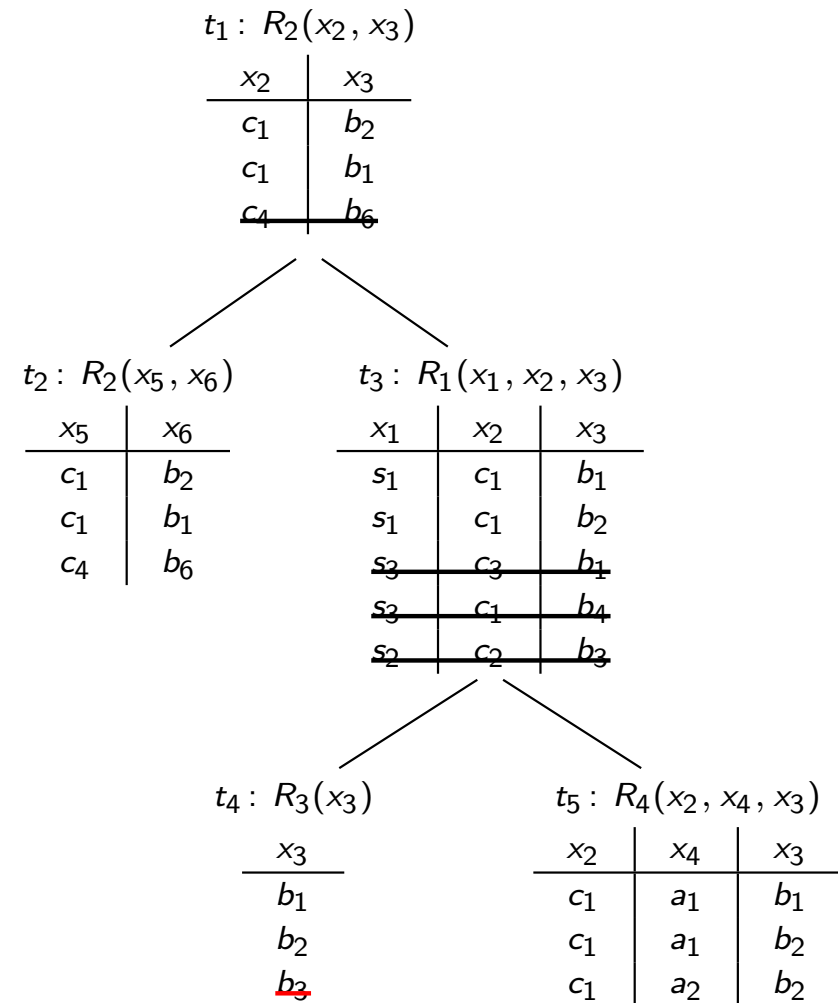 t₁ : R₂(x₂, x₃)
x₂ x₃
c₁ b₂
c₁ b₁
c₄ b₆
t₂ : R₂(x₅, x₆)
x₅ x₆
c₁ b₂
c₁ b₁
c₄ b₆
t₃ : R₁(x₁, x₂, x₃)
x₁ x₂ x₃
s₁ c₁ b₁
s₁ c₁ b₂
s₃ c₃ b₁
s₃ c₁ b₄
s₂ c₂ b₃
t₄ : R₃(x₃)
x₃
b₁
b₂
b₃
t₅ : R₄(x₂, x₄, x₃)
x₂ x₄ x₃
c₁ a₁ b₁
c₁ a₁ b₂
c₁ a₂ b₂